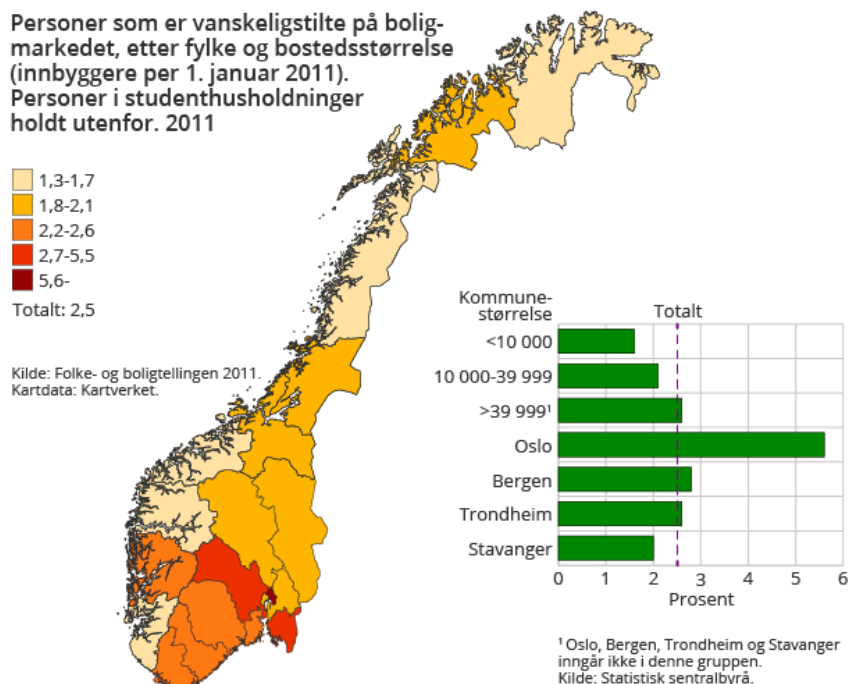 Personer som er vanskeligstilte på bolig-
markedet, etter fylke og bostedsstørrelse
(innbyggere per 1. januar 2011).
Personer i studenthusholdninger
holdt utenfor. 2011
1,3-1,7
1,8-2,1
2,2-2,6
2,7-5,5
5,6-
Totalt: 2,5
Kilde: Folke- og boligtellingen 2011.
Kartdata: Kartverket.
Kommune-
størrelse
Totalt
<10 000
10 000-39 999
>39 999¹
Oslo
Bergen
Trondheim
Stavanger
0 1 2 3 4 5 6
Prosent
¹ Oslo, Bergen, Trondheim og Stavanger
inngår ikke i denne gruppen.
Kilde: Statistisk sentralbyrå.